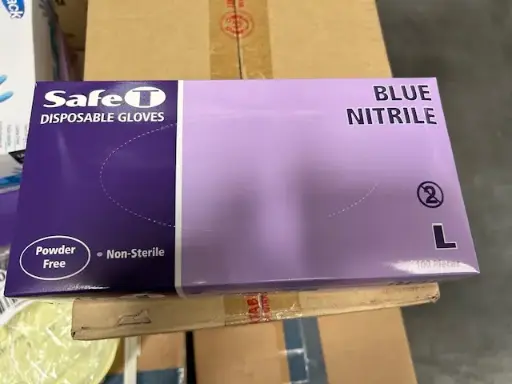 SafeT
DISPOSABLE GLOVES
Powder
Free
• Non-Sterile
BLUE
NITRILE
2
L